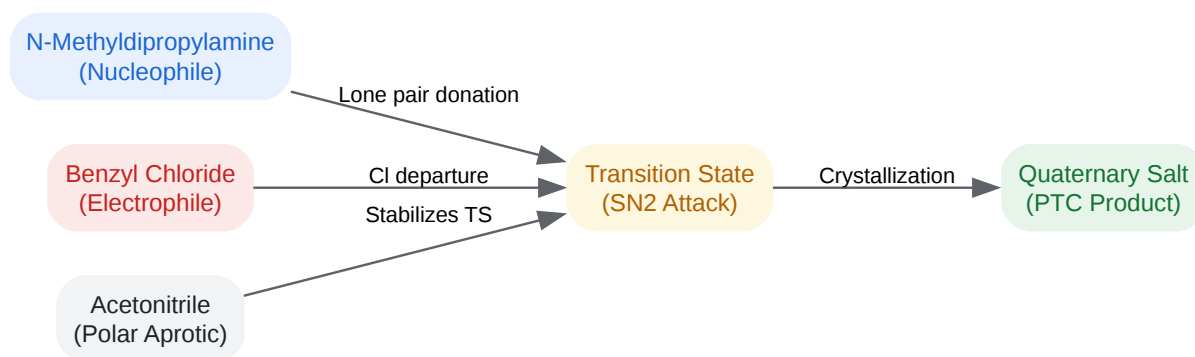 N-Methyldipropylamine
(Nucleophile)
Lone pair donation
Benzyl Chloride
(Electrophile)
Cl departure
Stabilizes TS
Transition State
(SN2 Attack)
Crystallization
Quaternary Salt
(PTC Product)
Acetonitrile
(Polar Aprotic)